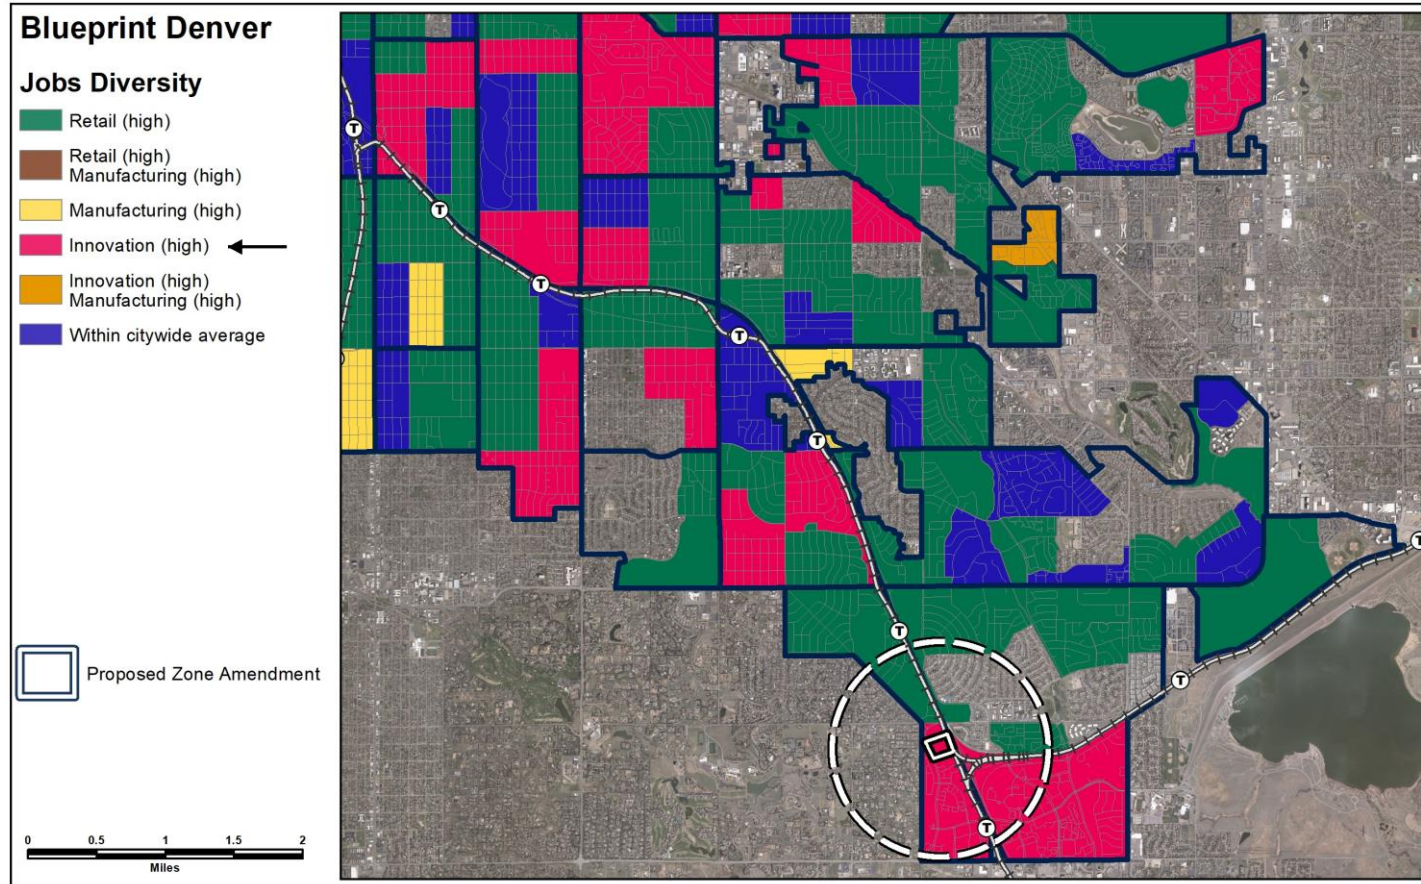 Blueprint Denver
Jobs Diversity
Retail (high)
Retail (high)
Manufacturing (high)
Manufacturing (high)
Innovation (high)
Innovation (high)
Manufacturing (high)
Within citywide average
Proposed Zone Amendment
0 0.5 1 1.5 2
Miles
T
T
T
T
T
T
T
T
T